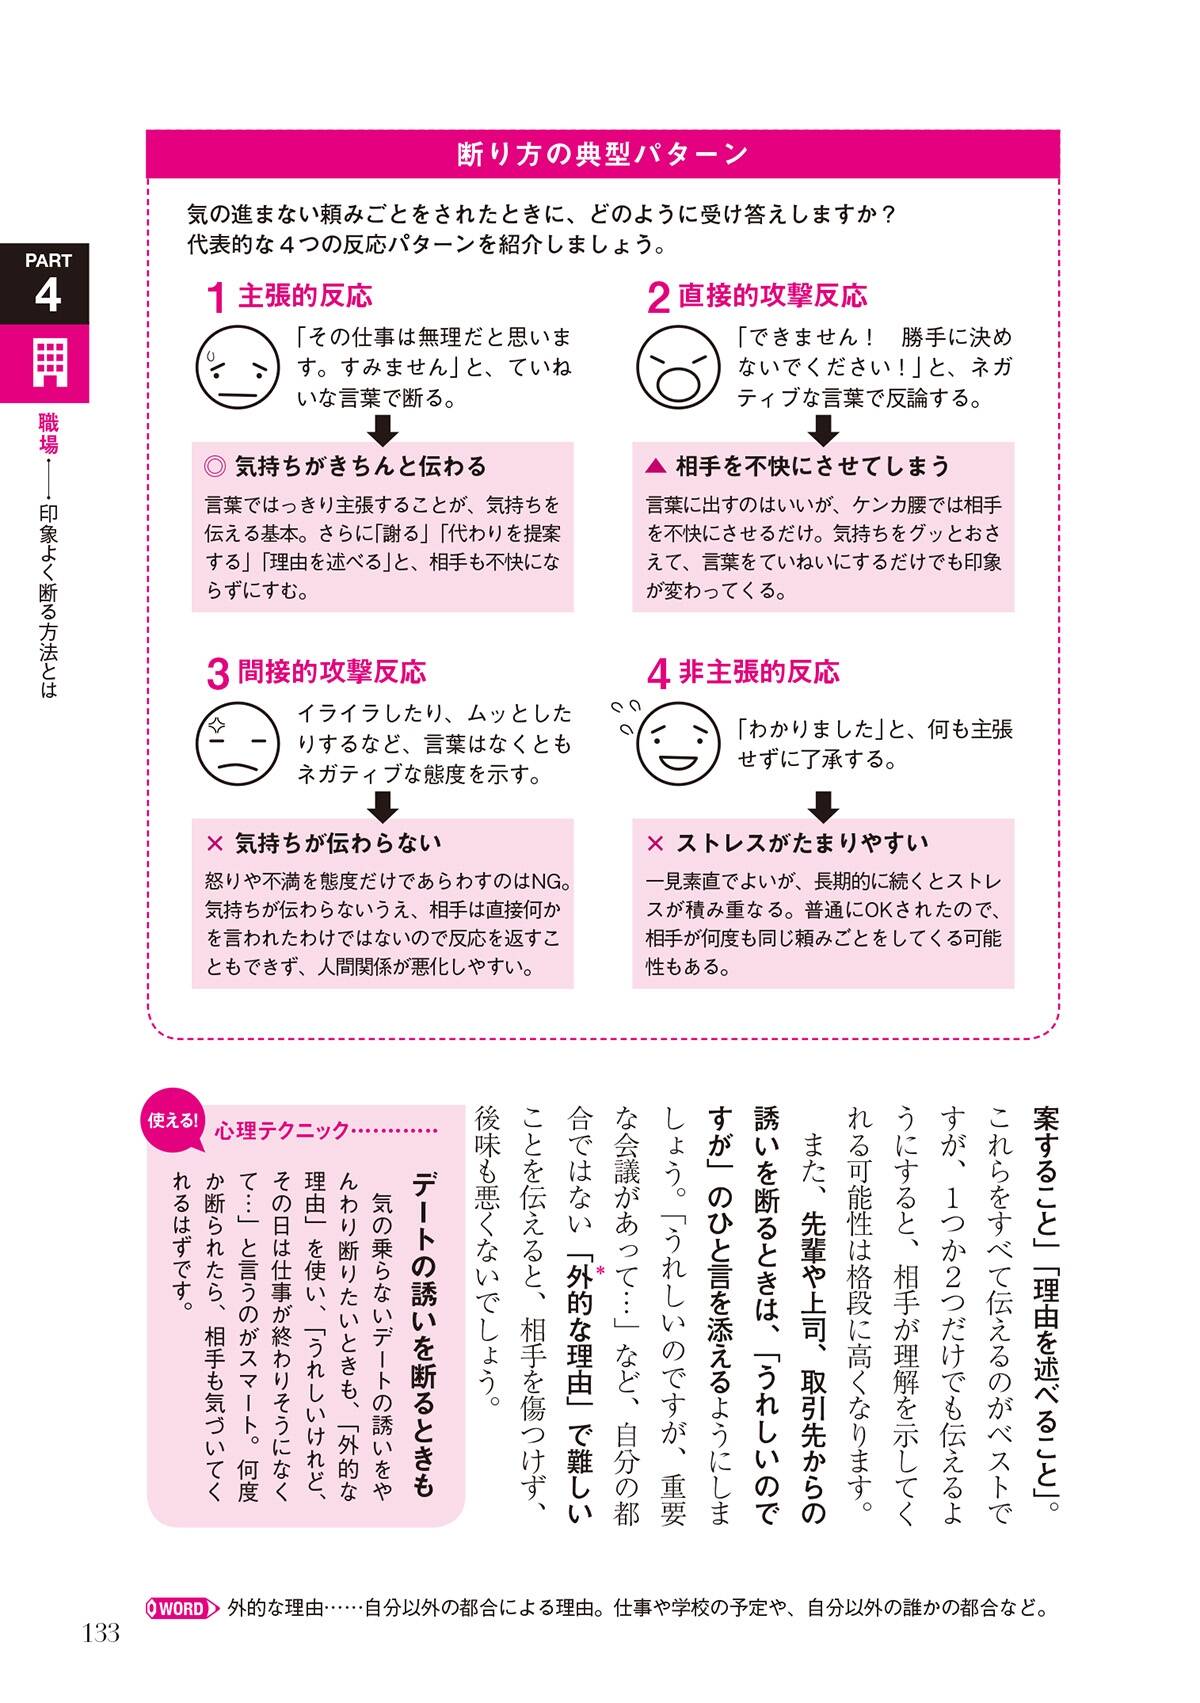 断り方の典型パターン
気の進まない頼みごとをされたときに、どのように受け答えしますか？
代表的な４つの反応パターンを紹介しましょう。
PART
4
職場――印象よく断る方法とは
1 主張的反応
「その仕事は無理だと思いま
す。すみません」と、ていね
いな言葉で断る。
◎ 気持ちがきちんと伝わる
言葉ではっきり主張することが、気持ちを
伝える基本。さらに「謝る」「代わりを提案
する」「理由を述べる」と、相手も不快にな
らずにすむ。
2 直接的攻撃反応
「できません！　勝手に決め
ないでください！」と、ネガ
ティブな言葉で反論する。
▲ 相手を不快にさせてしまう
言葉に出すのはいいが、ケンカ腰では相手
を不快にさせるだけ。気持ちをグッとおさ
えて、言葉をていねいにするだけでも印象
が変わってくる。
3 間接的攻撃反応
イライラしたり、ムッとした
りするなど、言葉はなくとも
ネガティブな態度を示す。
× 気持ちが伝わらない
怒りや不満を態度だけであらわすのはNG。
気持ちが伝わらないうえ、相手は直接何か
を言われたわけではないので反応を返すこ
ともできず、人間関係が悪化しやすい。
4 非主張的反応
「わかりました」と、何も主張
せずに了承する。
× ストレスがたまりやすい
一見素直でよいが、長期的に続くとストレ
スが積み重なる。普通にOKされたので、
相手が何度も同じ頼みごとをしてくる可能
性もある。
案すること」「理由を述べること」。
これらをすべて伝えるのがベストで
すが、１つか２つだけでも伝えるよ
うにすると、相手が理解を示してく
れる可能性は格段に高くなります。
　また、先輩や上司、取引先からの
誘いを断るときは、「うれしいので
すが」のひと言を添えるようにしま
しょう。「うれしいのですが、重要
な会議があって…」など、自分の都
合ではない「外的な理由」で難しい
*
ことを伝えると、相手を傷つけず、
後味も悪くないでしょう。
使える!
心理テクニック…………
デートの誘いを断るときも
　気の乗らないデートの誘いをや
んわり断りたいときも、「外的な
理由」を使い、「うれしいけれど、
その日は仕事が終わりそうになく
て…」と言うのがスマート。何度
か断られたら、相手も気づいてく
れるはずです。
WORD 外的な理由……自分以外の都合による理由。仕事や学校の予定や、自分以外の誰かの都合など。
133